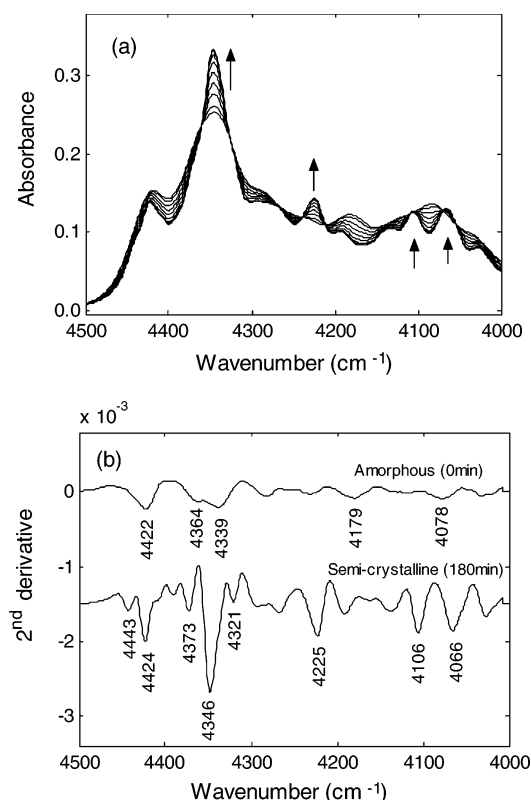 (a)
0.3
0.2
0.1
0.0
Absorbance
4500 4400 4300 4200 4100 4000
Wavenumber (cm -1)
x 10-3
(b)
Amorphous (0min)
0
4422 4364 4339 4179 4078
-1
Semi-crystalline (180min)
-2
4443 4424 4373 4346 4321 4225 4106 4066
-3
2nd derivative
4500 4400 4300 4200 4100 4000
Wavenumber (cm -1)